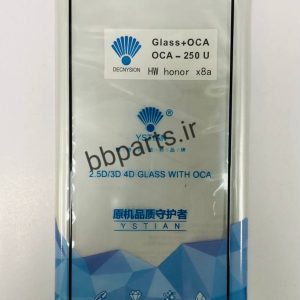 Glass+OCA
OCA-250 U
DECNYSION
HW honor x8a
bbparts.ir
®
YSTIAN
2.5D/3D 4D GLASS WITH OCA
原机品质守护者
YSTIAN